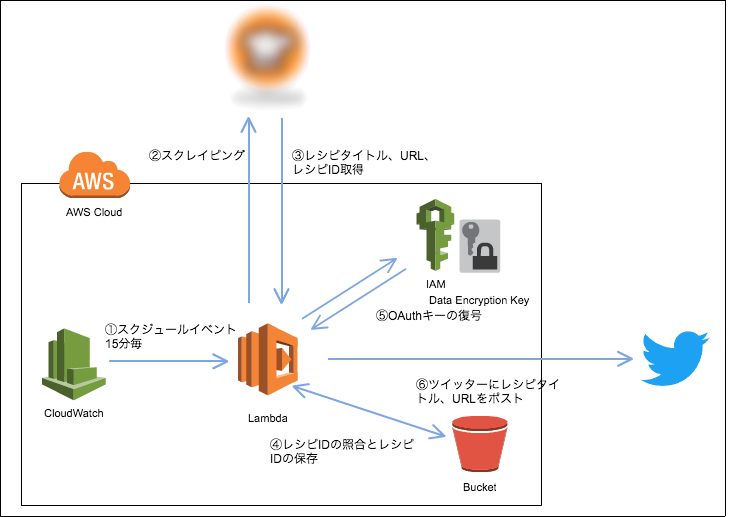 ②スクレイピング
③レシピタイトル、URL、
レシピID取得
AWS
AWS Cloud
IAM
Data Encryption Key
⑤OAuthキーの復号
①スクジュールイベント
15分毎
CloudWatch
Lambda
⑥ツイッターにレシピタイ
トル、URLをポスト
④レシピIDの照合とレシピ
IDの保存
Bucket